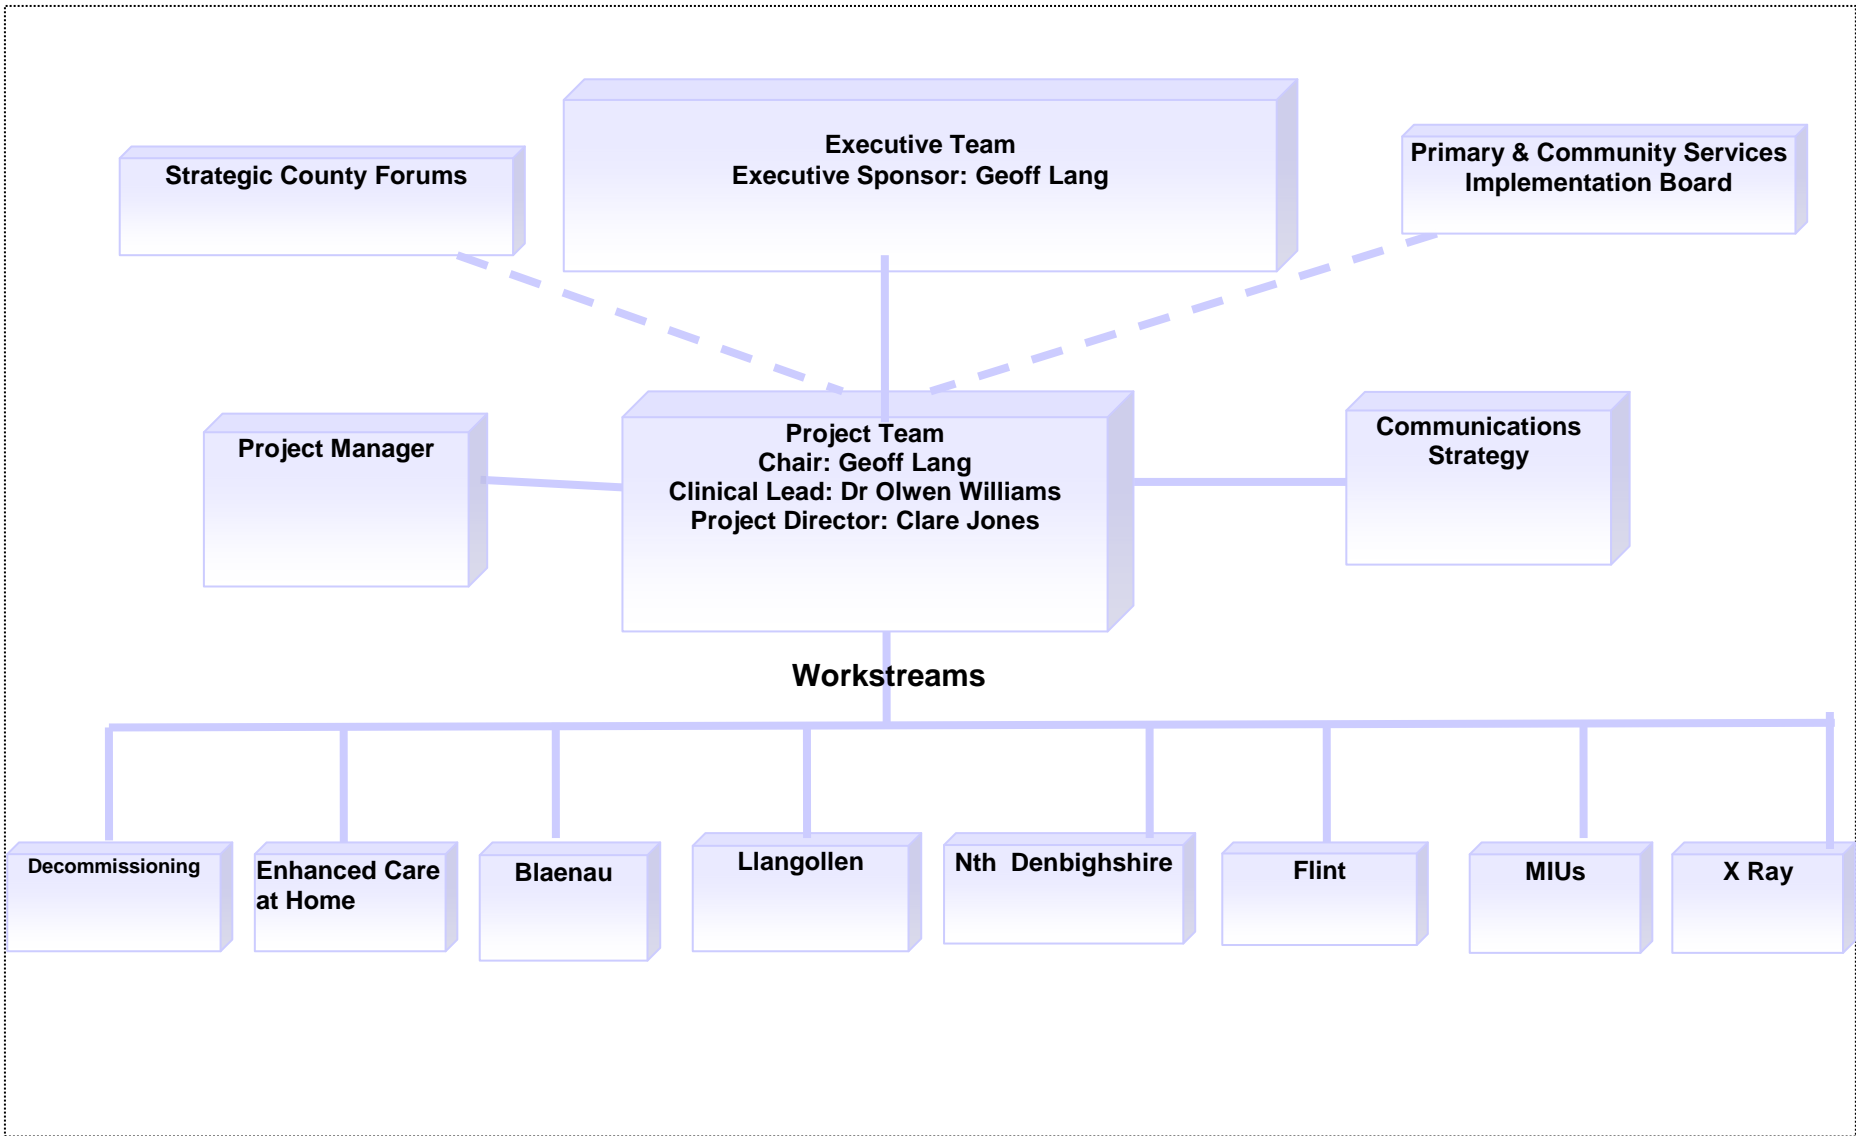 Executive Team
Executive Sponsor: Geoff Lang
Strategic County Forums
Primary & Community Services
Implementation Board
Project Manager
Project Team
Chair: Geoff Lang
Clinical Lead: Dr Olwen Williams
Project Director: Clare Jones
Communications
Strategy
Workstreams
Decommissioning
Enhanced Care
at Home
Blaenau
Llangollen
Nth  Denbighshire
Flint
MIUs
X Ray